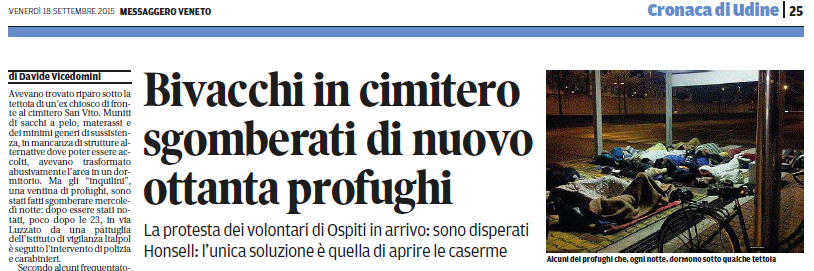 VENERDÌ 18 SETTEMBRE 2015 MESSAGGERO VENETO
Cronaca di Udine | 25
di Davide Vicedomini
Avevano trovato riparo sotto la
tettoia di un'ex chiosco di fron-
te al cimitero San Vito. Muniti
di sacchi a pelo, materassi e
dei minimi generi di sussisten-
za, in mancanza di strutture al-
ternative dove poter essere ac-
colti, avevano trasformato
abusivamente l'area in un dor-
mitorio. Ma gli "inquilini",
una ventina di profughi, sono
stati fatti sgomberare mercole-
dì notte: dopo essere stati no-
tati, poco dopo le 23, in via
Luzzato da una pattuglia
dell'istituto di vigilanza Italpol
è seguito l'intervento di polizia
e carabinieri.
Secondo alcuni frequentato-
Bivacchi in cimitero
sgomberati di nuovo
ottanta profughi
La protesta dei volontari di Ospiti in arrivo: sono disperati
Honsell: l'unica soluzione è quella di aprire le caserme
Alcuni dei profughi che, ogni notte, dormono sotto qualche tettoia